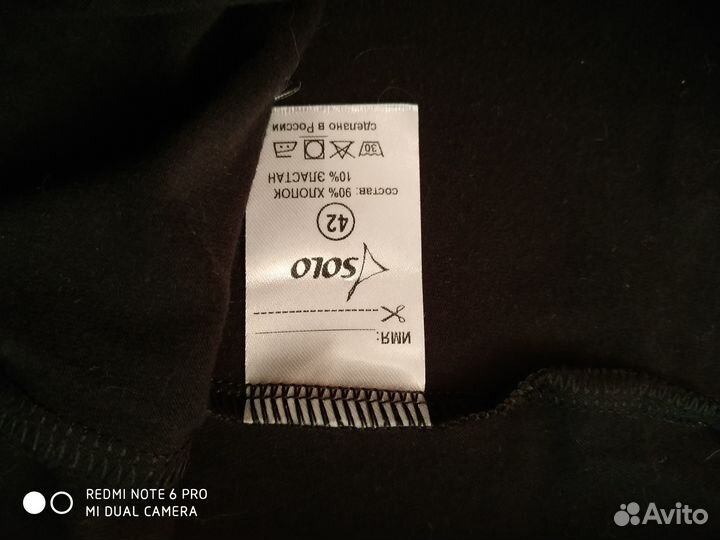 ИМЯ:
SOLO
42
состав: 90% ХЛОПОК
10% ЭЛАСТАН
30
сделано в России
REDMI NOTE 6 PRO
MI DUAL CAMERA
Avito